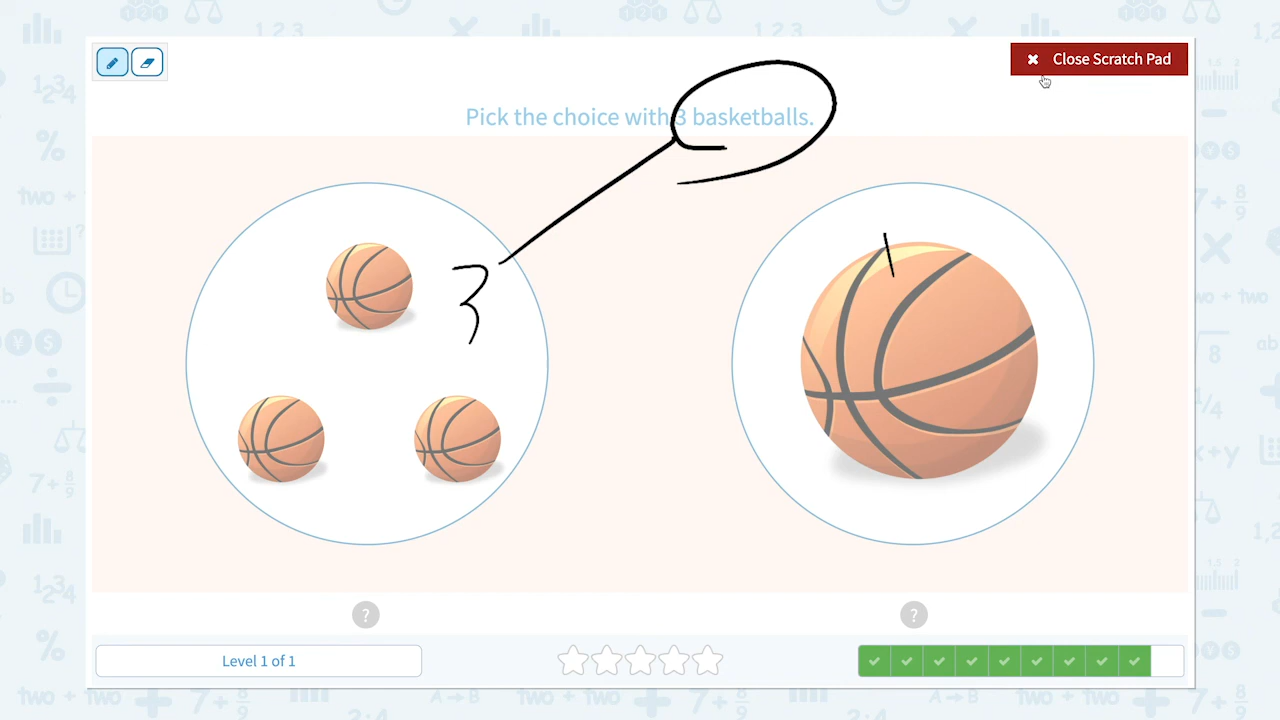 Close Scratch Pad
Pick the choice with 3 basketballs.
3
1
?
?
Level 1 of 1